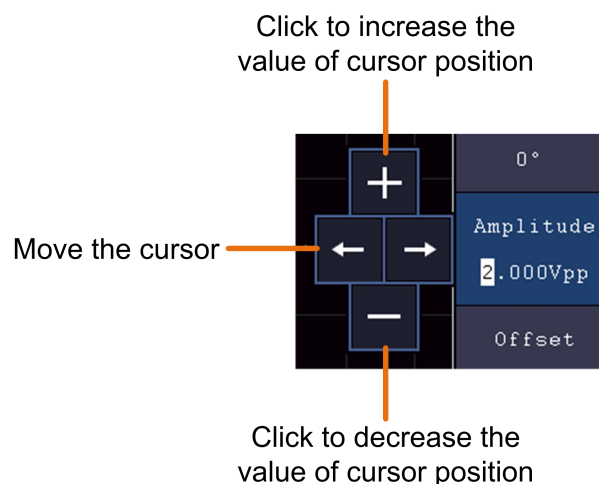 Click to increase the
value of cursor position
0°
Amplitude
Move the cursor
2.000Vpp
Offset
Click to decrease the
value of cursor position